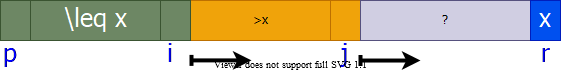 \leq x >x ? x
p i j r
Viewer does not support full SVG 1.1